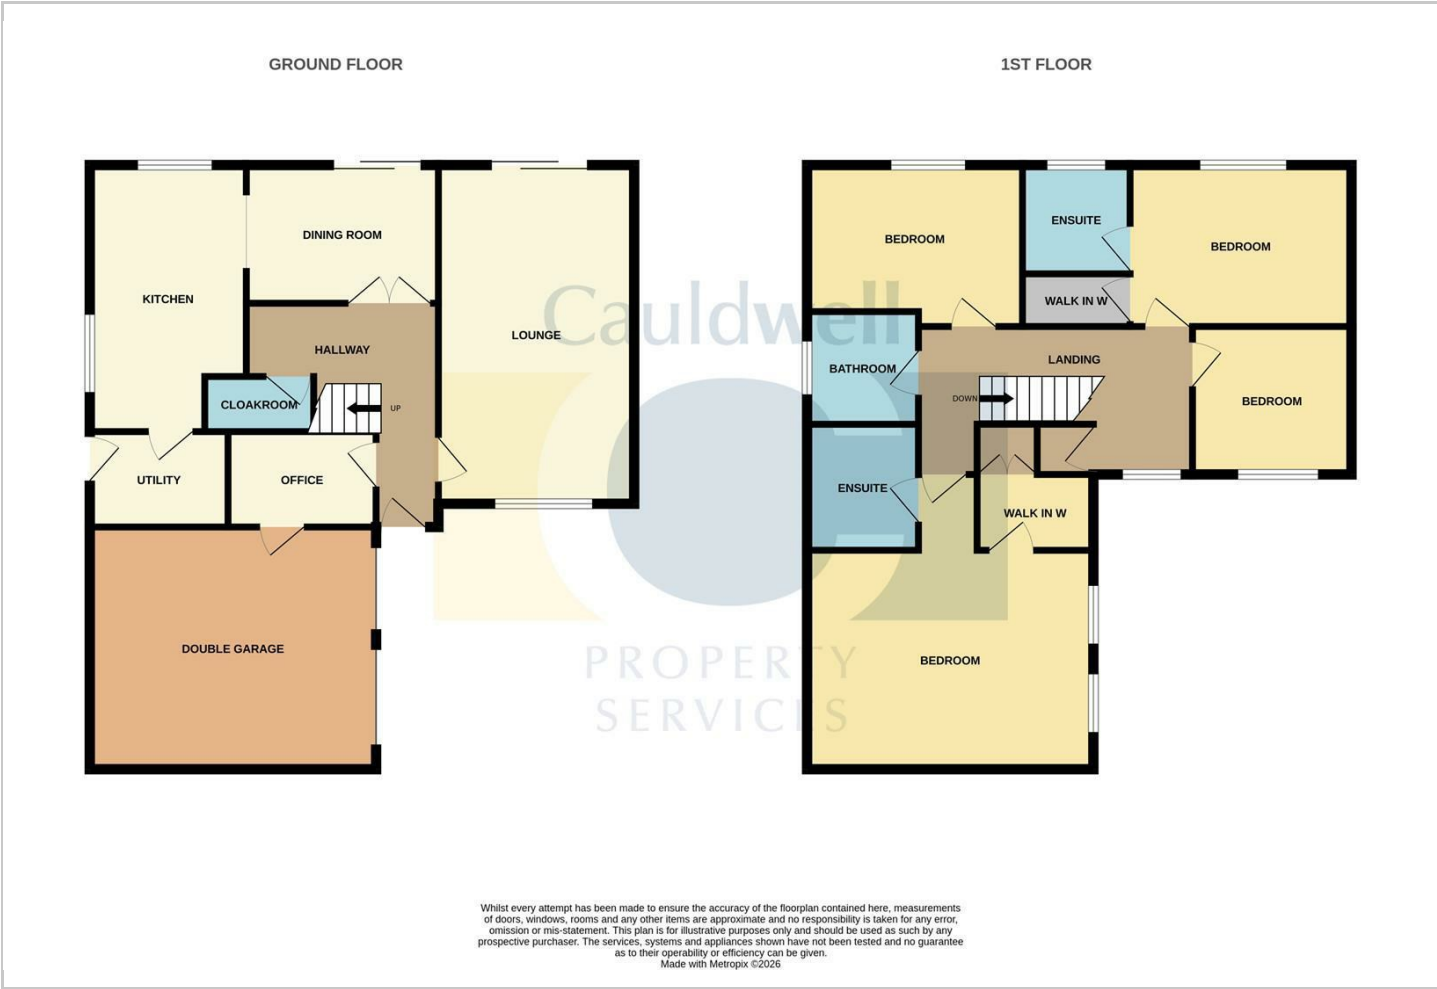 GROUND FLOOR
1ST FLOOR
KITCHEN
DINING ROOM
LOUNGE
HALLWAY
CLOAKROOM
UP
UTILITY
OFFICE
DOUBLE GARAGE
BEDROOM
ENSUITE
BEDROOM
WALK IN W
BATHROOM
LANDING
DOWN
BEDROOM
ENSUITE
WALK IN W
BEDROOM
Cauldwell
PROPERTY
SERVICES
Whilst every attempt has been made to ensure the accuracy of the floorplan contained here, measurements
of doors, windows, rooms and any other items are approximate and no responsibility is taken for any error,
omission or mis-statement. This plan is for illustrative purposes only and should be used as such by any
prospective purchaser. The services, systems and appliances shown have not been tested and no guarantee
as to their operability or efficiency can be given.
Made with Metropix ©2026